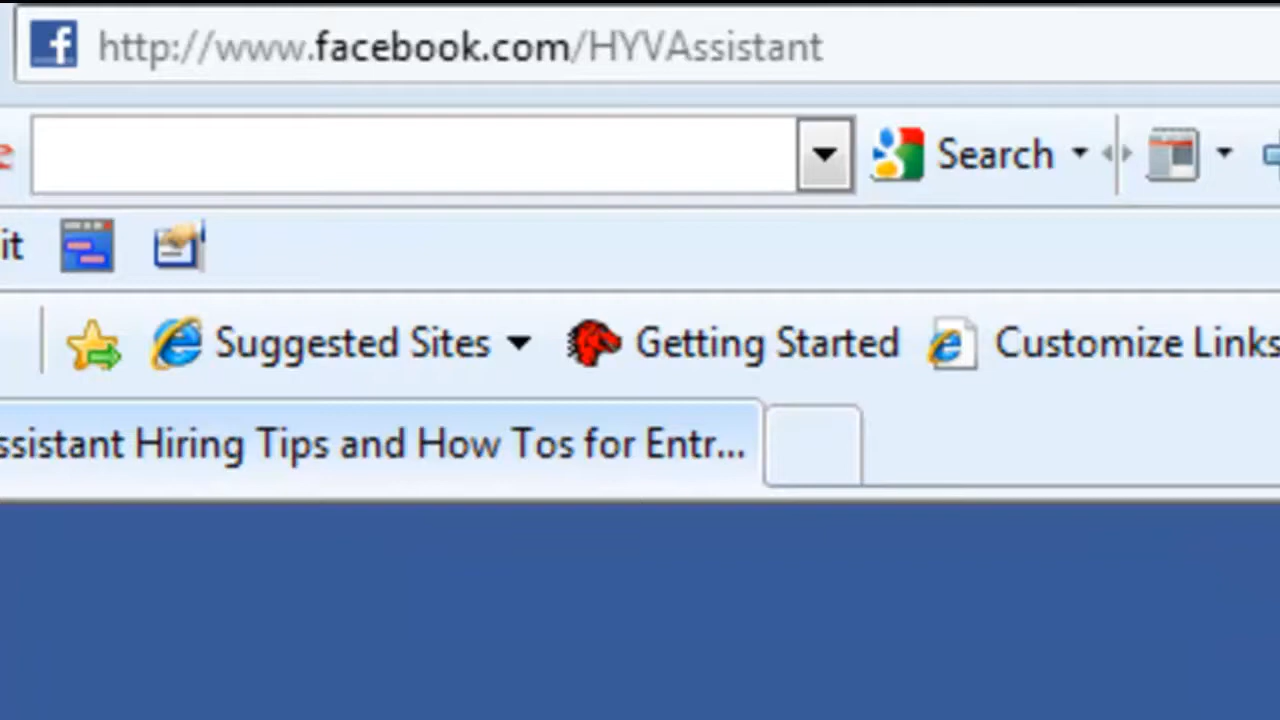 http://www.facebook.com/HYVAssistant
e Search
it
Suggested Sites Getting Started Customize Links
ssistant Hiring Tips and How Tos for Entr...